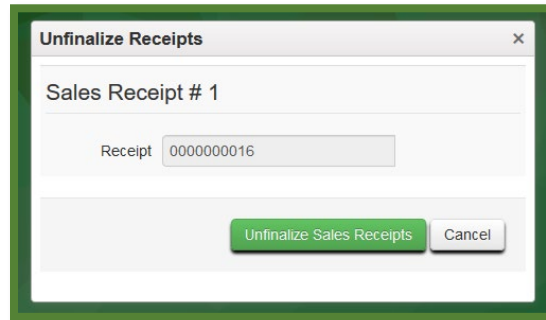 Unfinalize Receipts ×
Sales Receipt # 1
Receipt 0000000016
Unfinalize Sales Receipts Cancel